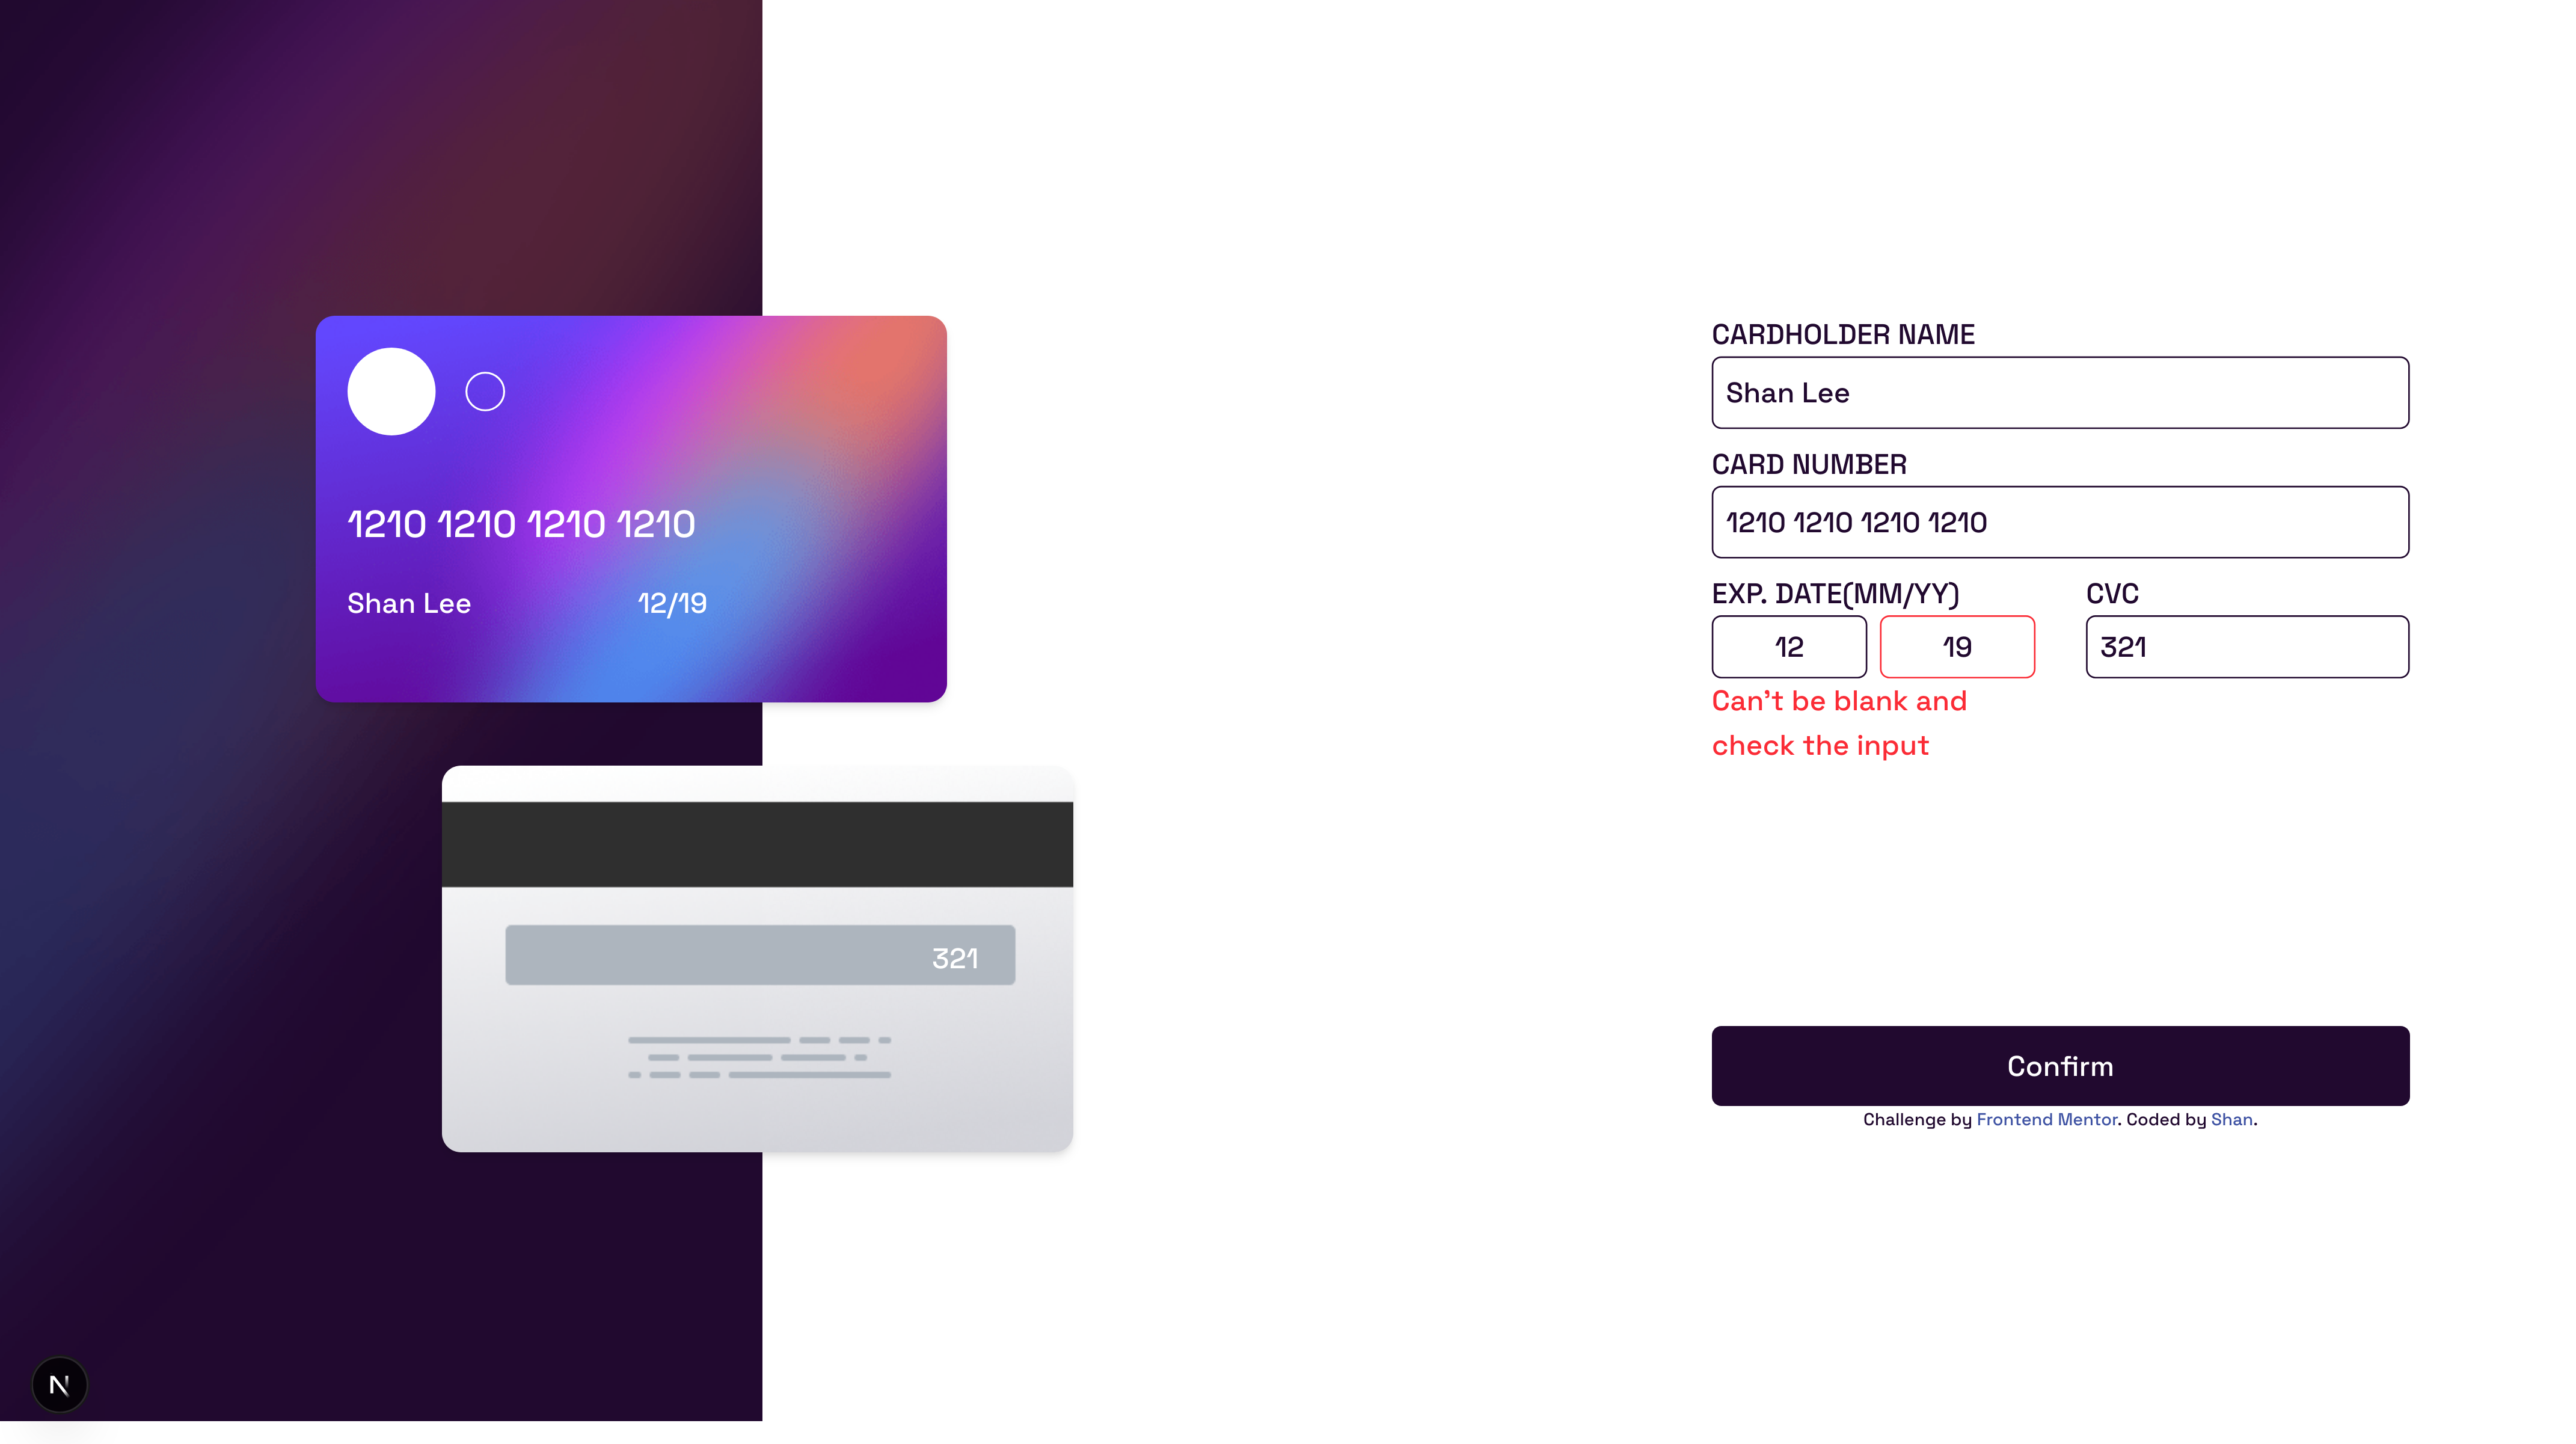 1210 1210 1210 1210
Shan Lee 12/19
321
CARDHOLDER NAME
Shan Lee
CARD NUMBER
1210 1210 1210 1210
EXP. DATE(MM/YY) CVC
12 19 321
Can't be blank and
check the input
Confirm
Challenge by Frontend Mentor. Coded by Shan.
N